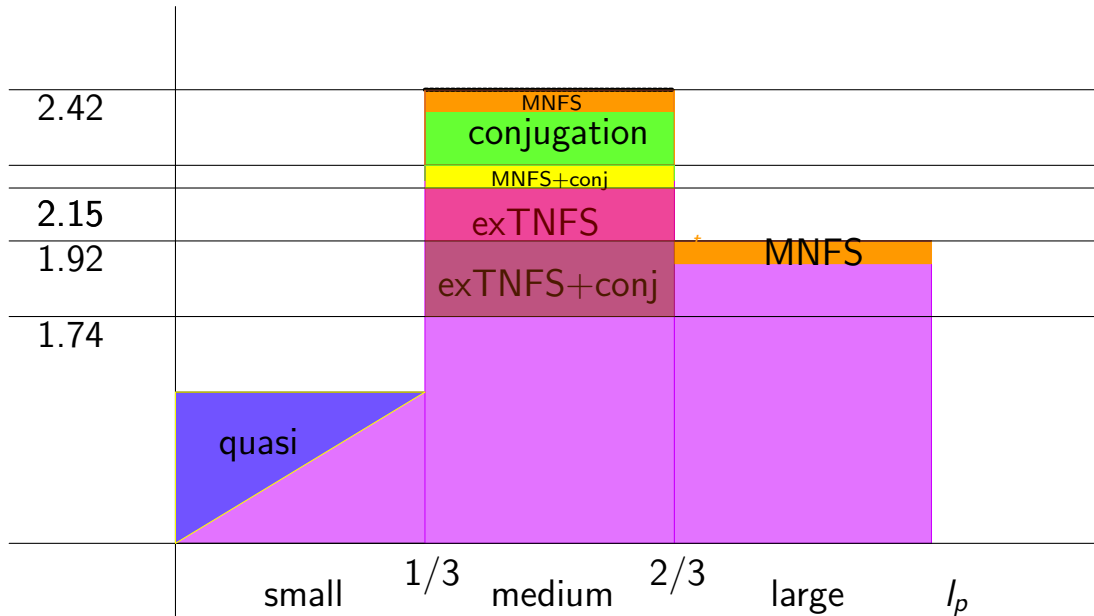 2.42
MNFS
conjugation
MNFS+conj
2.15
exTNFS
1.92
MNFS
exTNFS+conj
1.74
quasi
1/3
2/3
small
medium
large
l_p